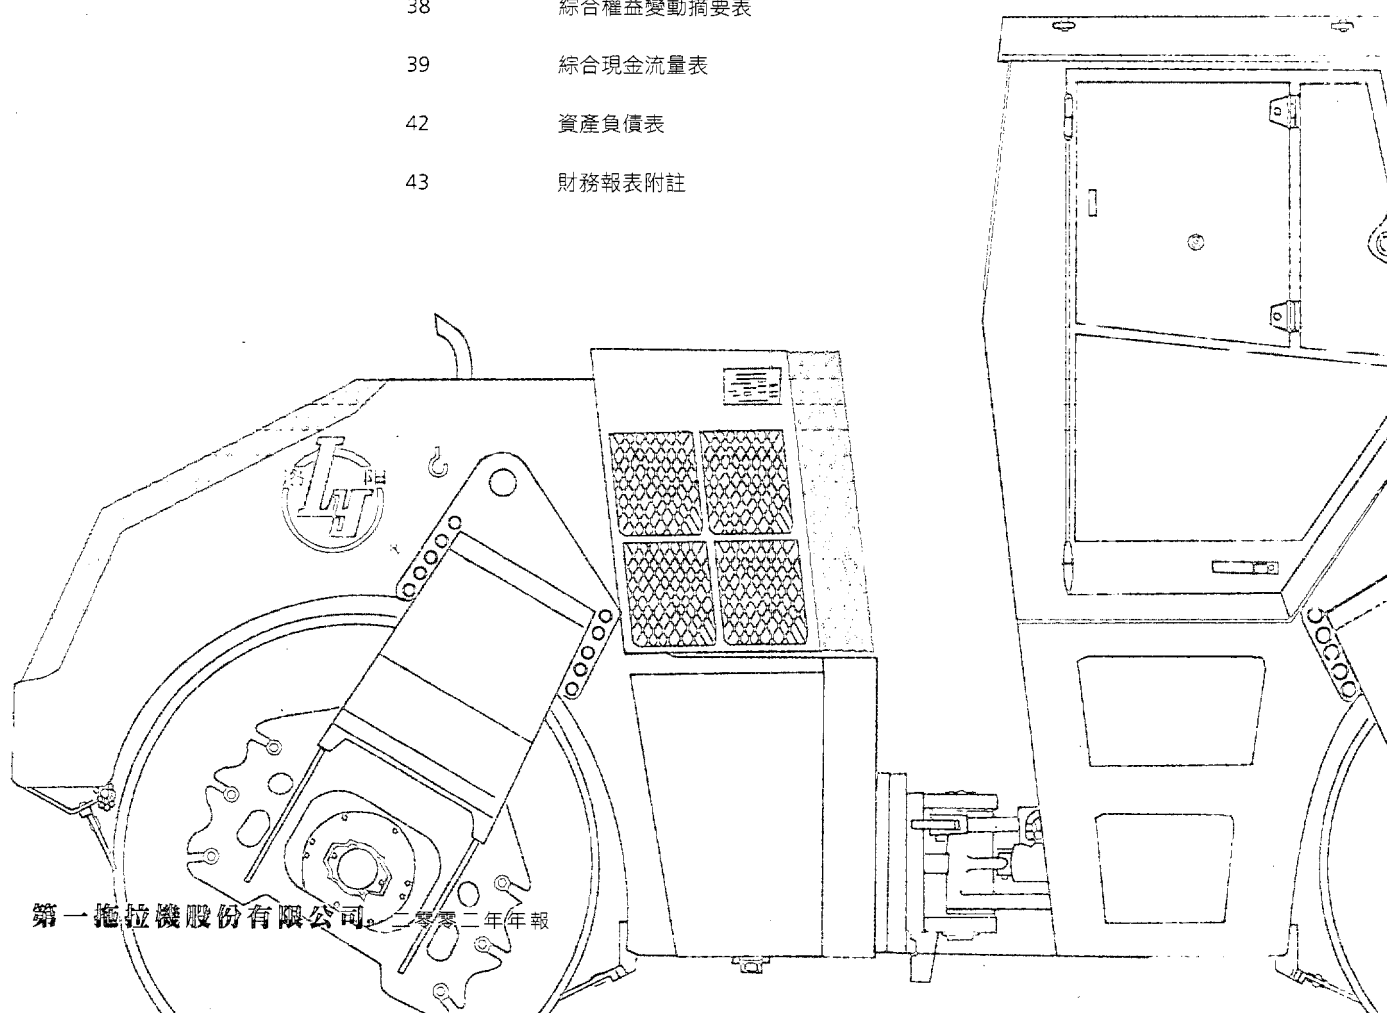 38 綜合權益變動摘要表
39 綜合現金流量表
42 資產負債表
43 財務報表附註
第一拖拉機股份有限公司 二零零二年年報